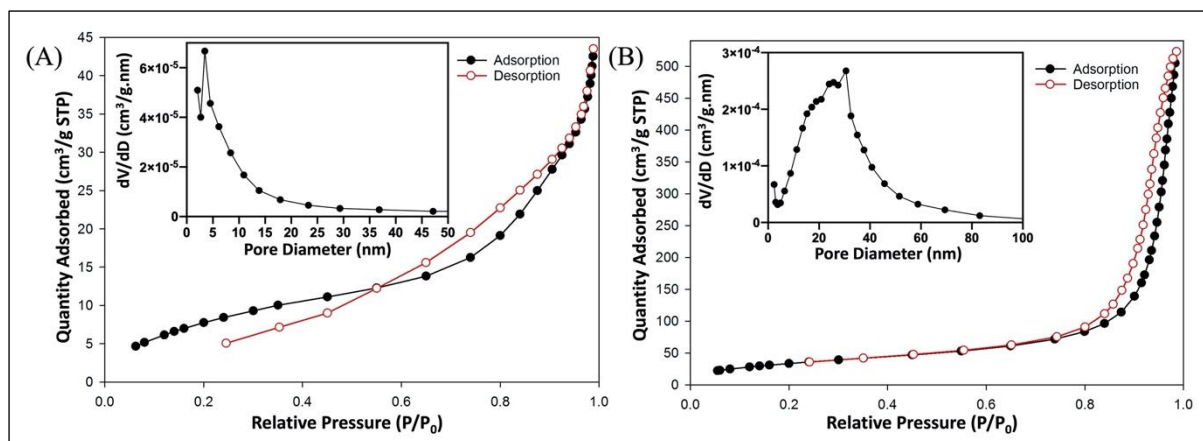 (A)
Quantity Adsorbed (cm³/g STP)
45
40
35
30
25
20
15
10
5
0
0.0 0.2 0.4 0.6 0.8 1.0
Relative Pressure (P/P₀)
Adsorption
Desorption
dV/dD (cm³/g.nm)
6×10⁻⁵
4×10⁻⁵
2×10⁻⁵
0
0 5 10 15 20 25 30 35 40 45 50
Pore Diameter (nm)
(B)
Quantity Adsorbed (cm³/g STP)
500
450
400
350
300
250
200
150
100
50
0
0.0 0.2 0.4 0.6 0.8 1.0
Relative Pressure (P/P₀)
Adsorption
Desorption
dV/dD (cm³/g.nm)
3×10⁻⁴
2×10⁻⁴
1×10⁻⁴
0
0 20 40 60 80 100
Pore Diameter (nm)